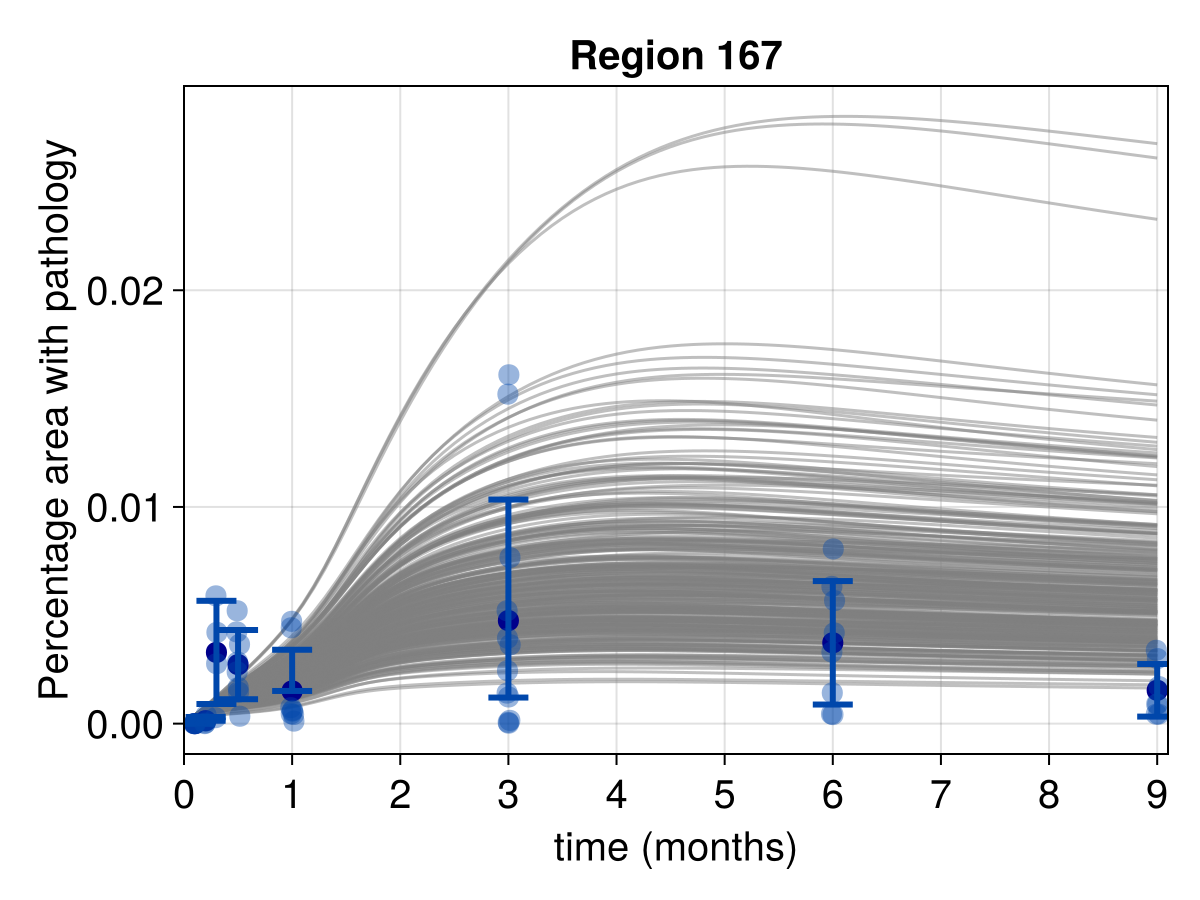 Region 167
Percentage area with pathology
0.02
0.01
0.00
0 1 2 3 4 5 6 7 8 9
time (months)